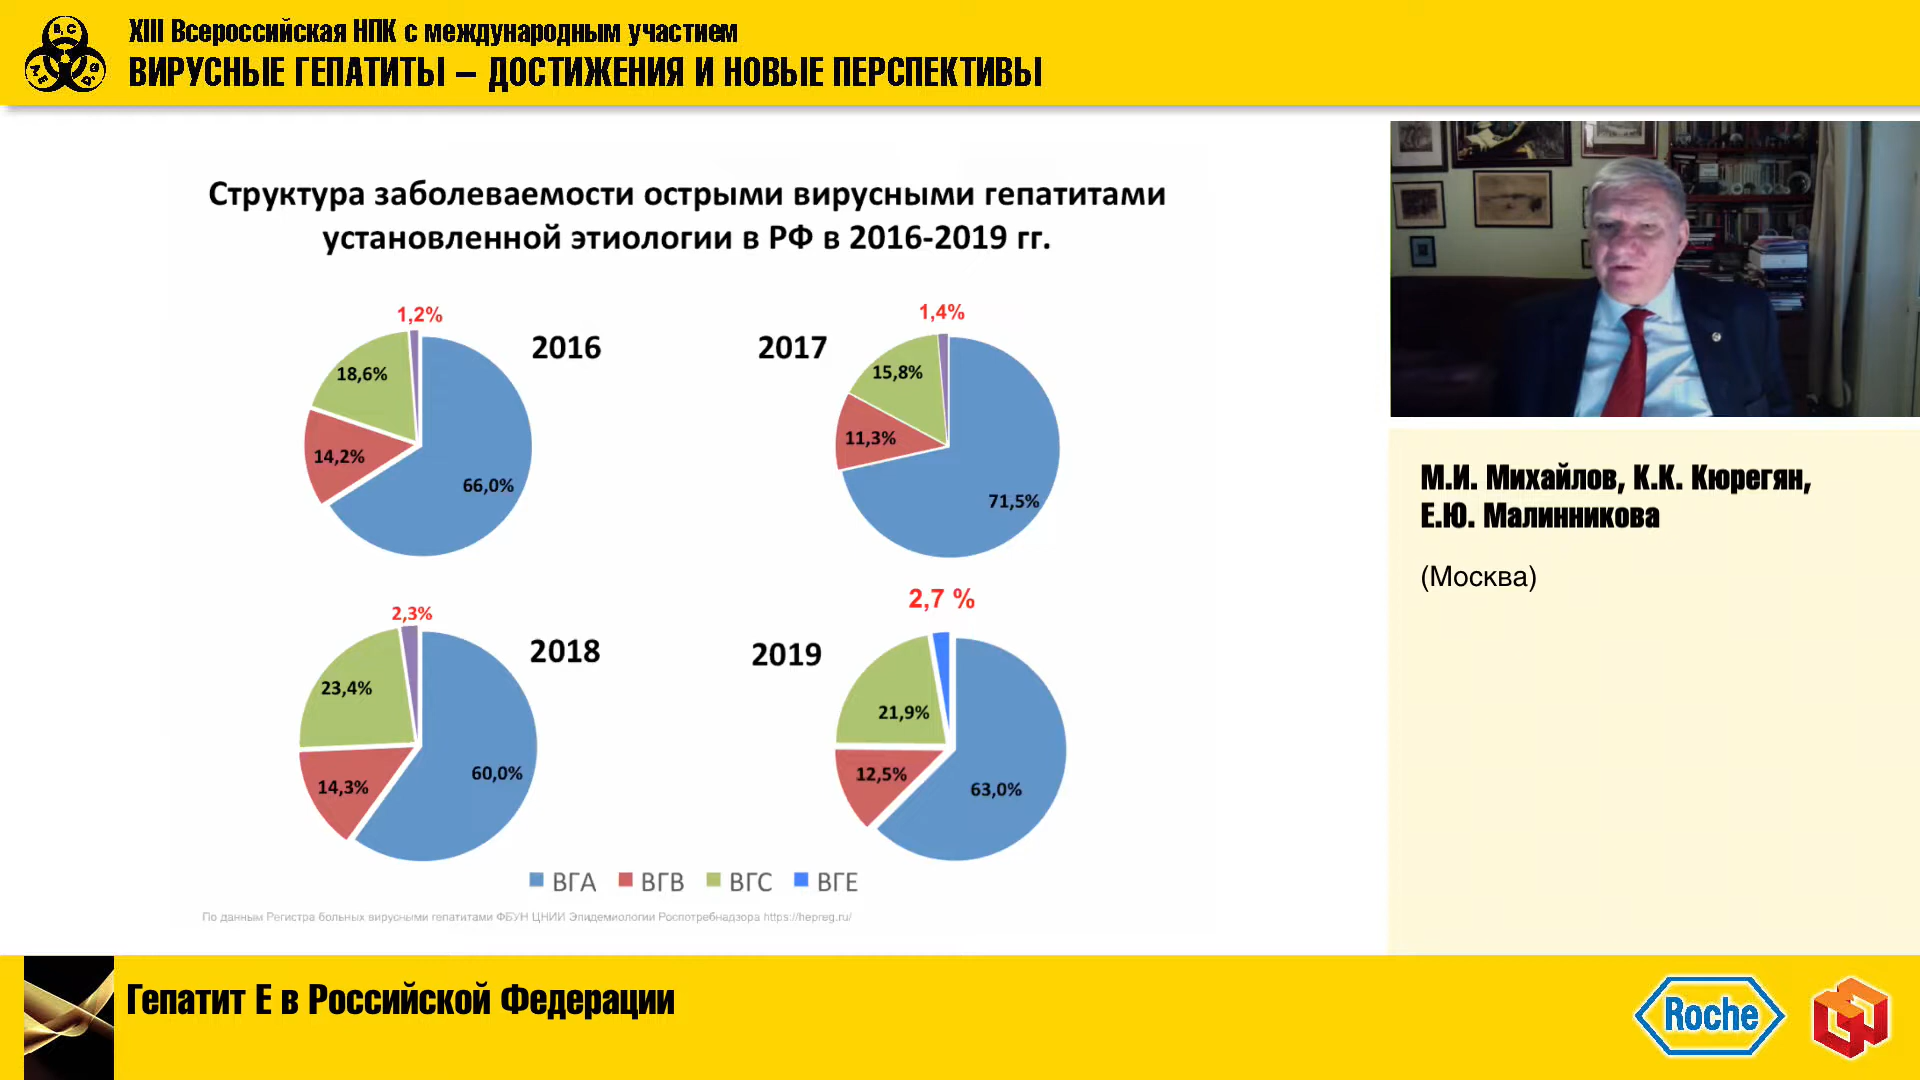 XIII Всероссийская НПК с международным участием
ВИРУСНЫЕ ГЕПАТИТЫ – ДОСТИЖЕНИЯ И НОВЫЕ ПЕРСПЕКТИВЫ
Структура заболеваемости острыми вирусными гепатитами
установленной этиологии в РФ в 2016-2019 гг.
1,2%
2016
18,6%
14,2%
66,0%
1,4%
2017
15,8%
11,3%
71,5%
2,3%
2018
23,4%
14,3%
60,0%
2,7 %
2019
21,9%
12,5%
63,0%
ВГА ВГВ ВГС ВГЕ
По данным Регистра больных вирусными гепатитами ФБУН ЦНИИ Эпидемиологии Роспотребнадзора https://hepreg.ru/
М.И. Михайлов, К.К. Кюрегян,
Е.Ю. Малинникова
(Москва)
Гепатит Е в Российской Федерации
Roche